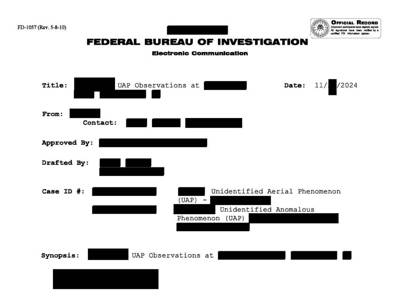 FD-1057 (Rev. 5-8-10)
OFFICIAL RECORD
FEDERAL BUREAU OF INVESTIGATION
Electronic Communication
Title: UAP Observations at Date: 11/ /2024
From:
Contact:
Approved By:
Drafted By:
Case ID #: Unidentified Aerial Phenomenon
(UAP) -
Unidentified Anomalous
Phenomenon (UAP)
Synopsis: UAP Observations at